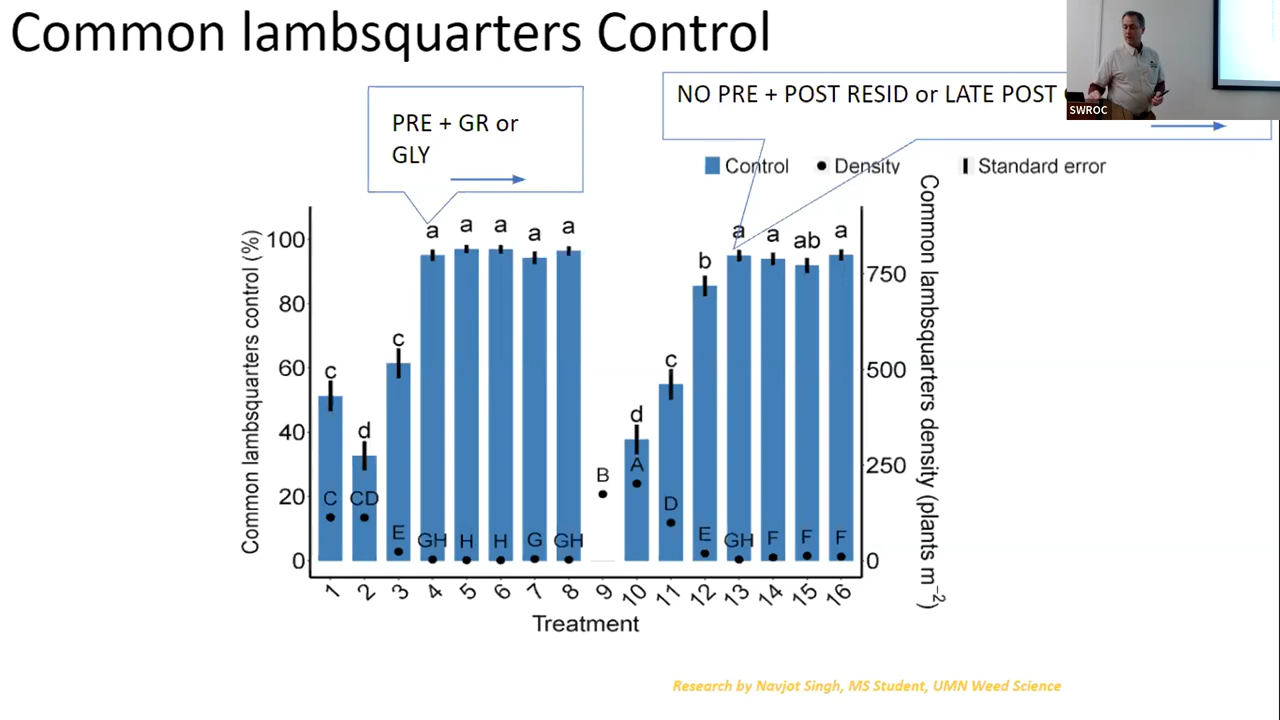 Common lambsquarters Control
PRE + GR or
GLY
NO PRE + POST RESID or LATE POST
SWROC
Control Density Standard error
Common lambsquarters control (%)
100
80
60
40
20
0
Common lambsquarters density (plants m⁻²)
750
500
250
0
c d c a a a a a d c b a a ab a
C CD E GH H H G GH B A D E GH F F F
1 2 3 4 5 6 7 8 9 10 11 12 13 14 15 16
Treatment
Research by Navjot Singh, MS Student, UMN Weed Science